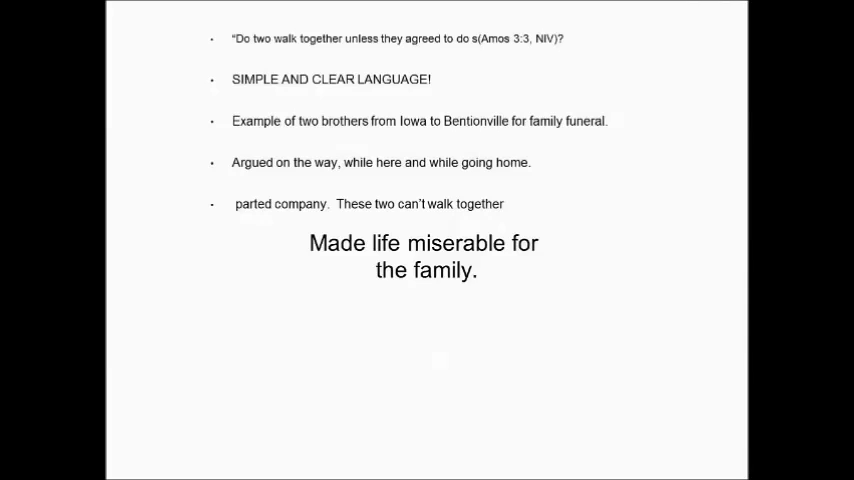 · “Do two walk together unless they agreed to do s(Amos 3:3, NIV)?
· SIMPLE AND CLEAR LANGUAGE!
· Example of two brothers from Iowa to Bentionville for family funeral.
· Argued on the way, while here and while going home.
· parted company. These two can’t walk together
Made life miserable for
the family.